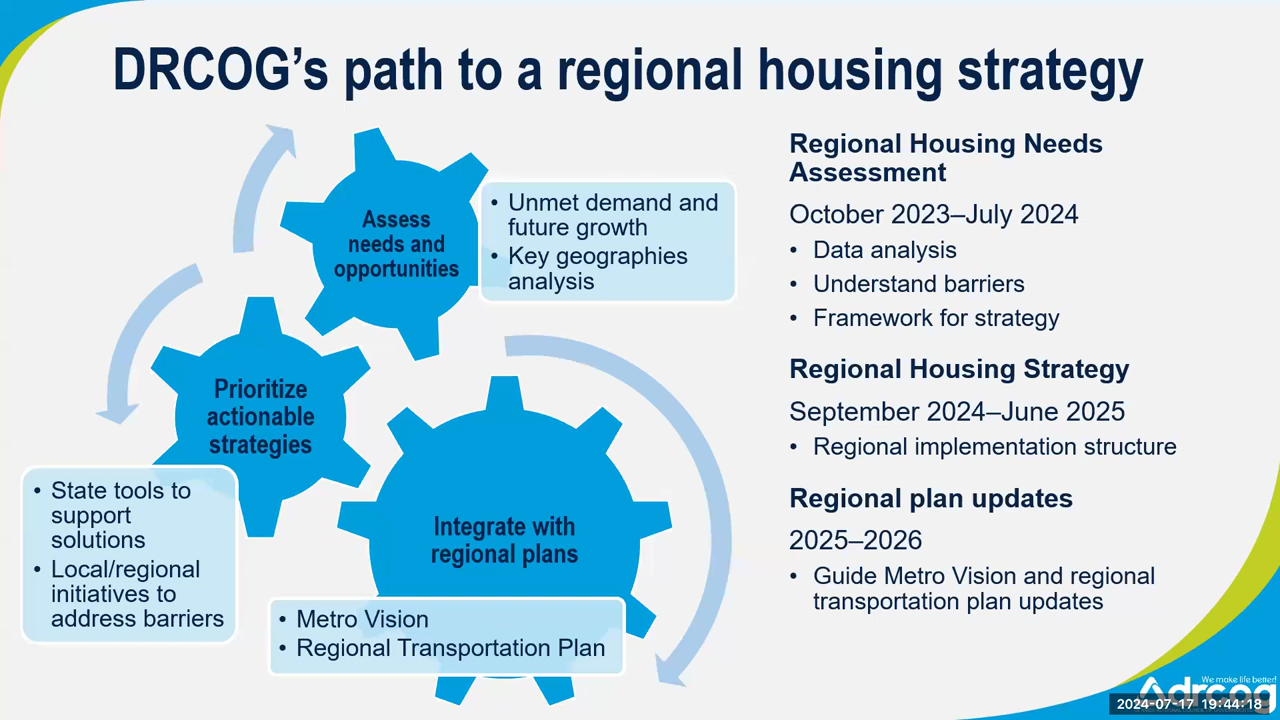 DRCOG’s path to a regional housing strategy
Assess
needs and
opportunities
• Unmet demand and
future growth
• Key geographies
analysis
Prioritize
actionable
strategies
• State tools to
support
solutions
• Local/regional
initiatives to
address barriers
Integrate with
regional plans
• Metro Vision
• Regional Transportation Plan
Regional Housing Needs
Assessment
October 2023–July 2024
• Data analysis
• Understand barriers
• Framework for strategy
Regional Housing Strategy
September 2024–June 2025
• Regional implementation structure
Regional plan updates
2025–2026
• Guide Metro Vision and regional
transportation plan updates
We make life better!
drcog
2024-07-17 19:44:18